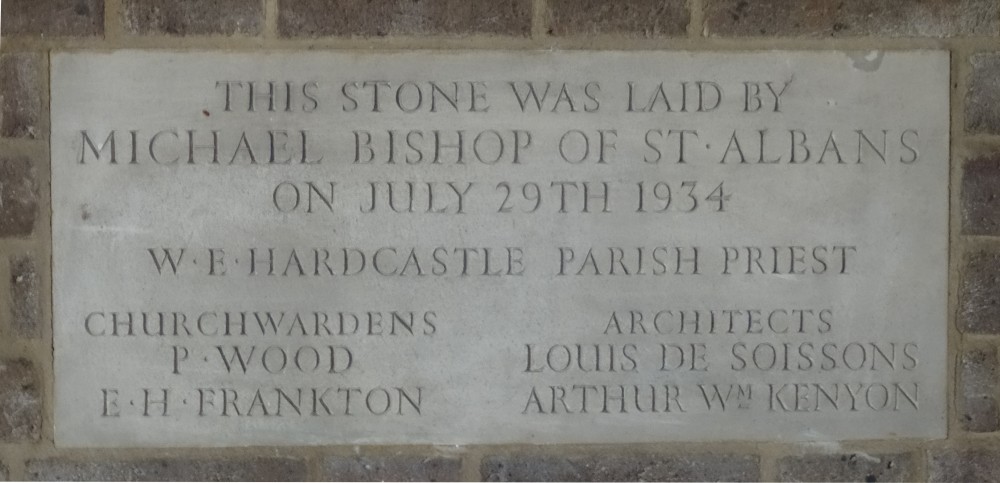 THIS STONE WAS LAID BY
MICHAEL BISHOP OF ST·ALBANS
ON JULY 29TH 1934
W·E·HARDCASTLE PARISH PRIEST
CHURCHWARDENS
P·WOOD
E·H·FRANKTON
ARCHITECTS
LOUIS DE SOISSONS
ARTHUR WM KENYON